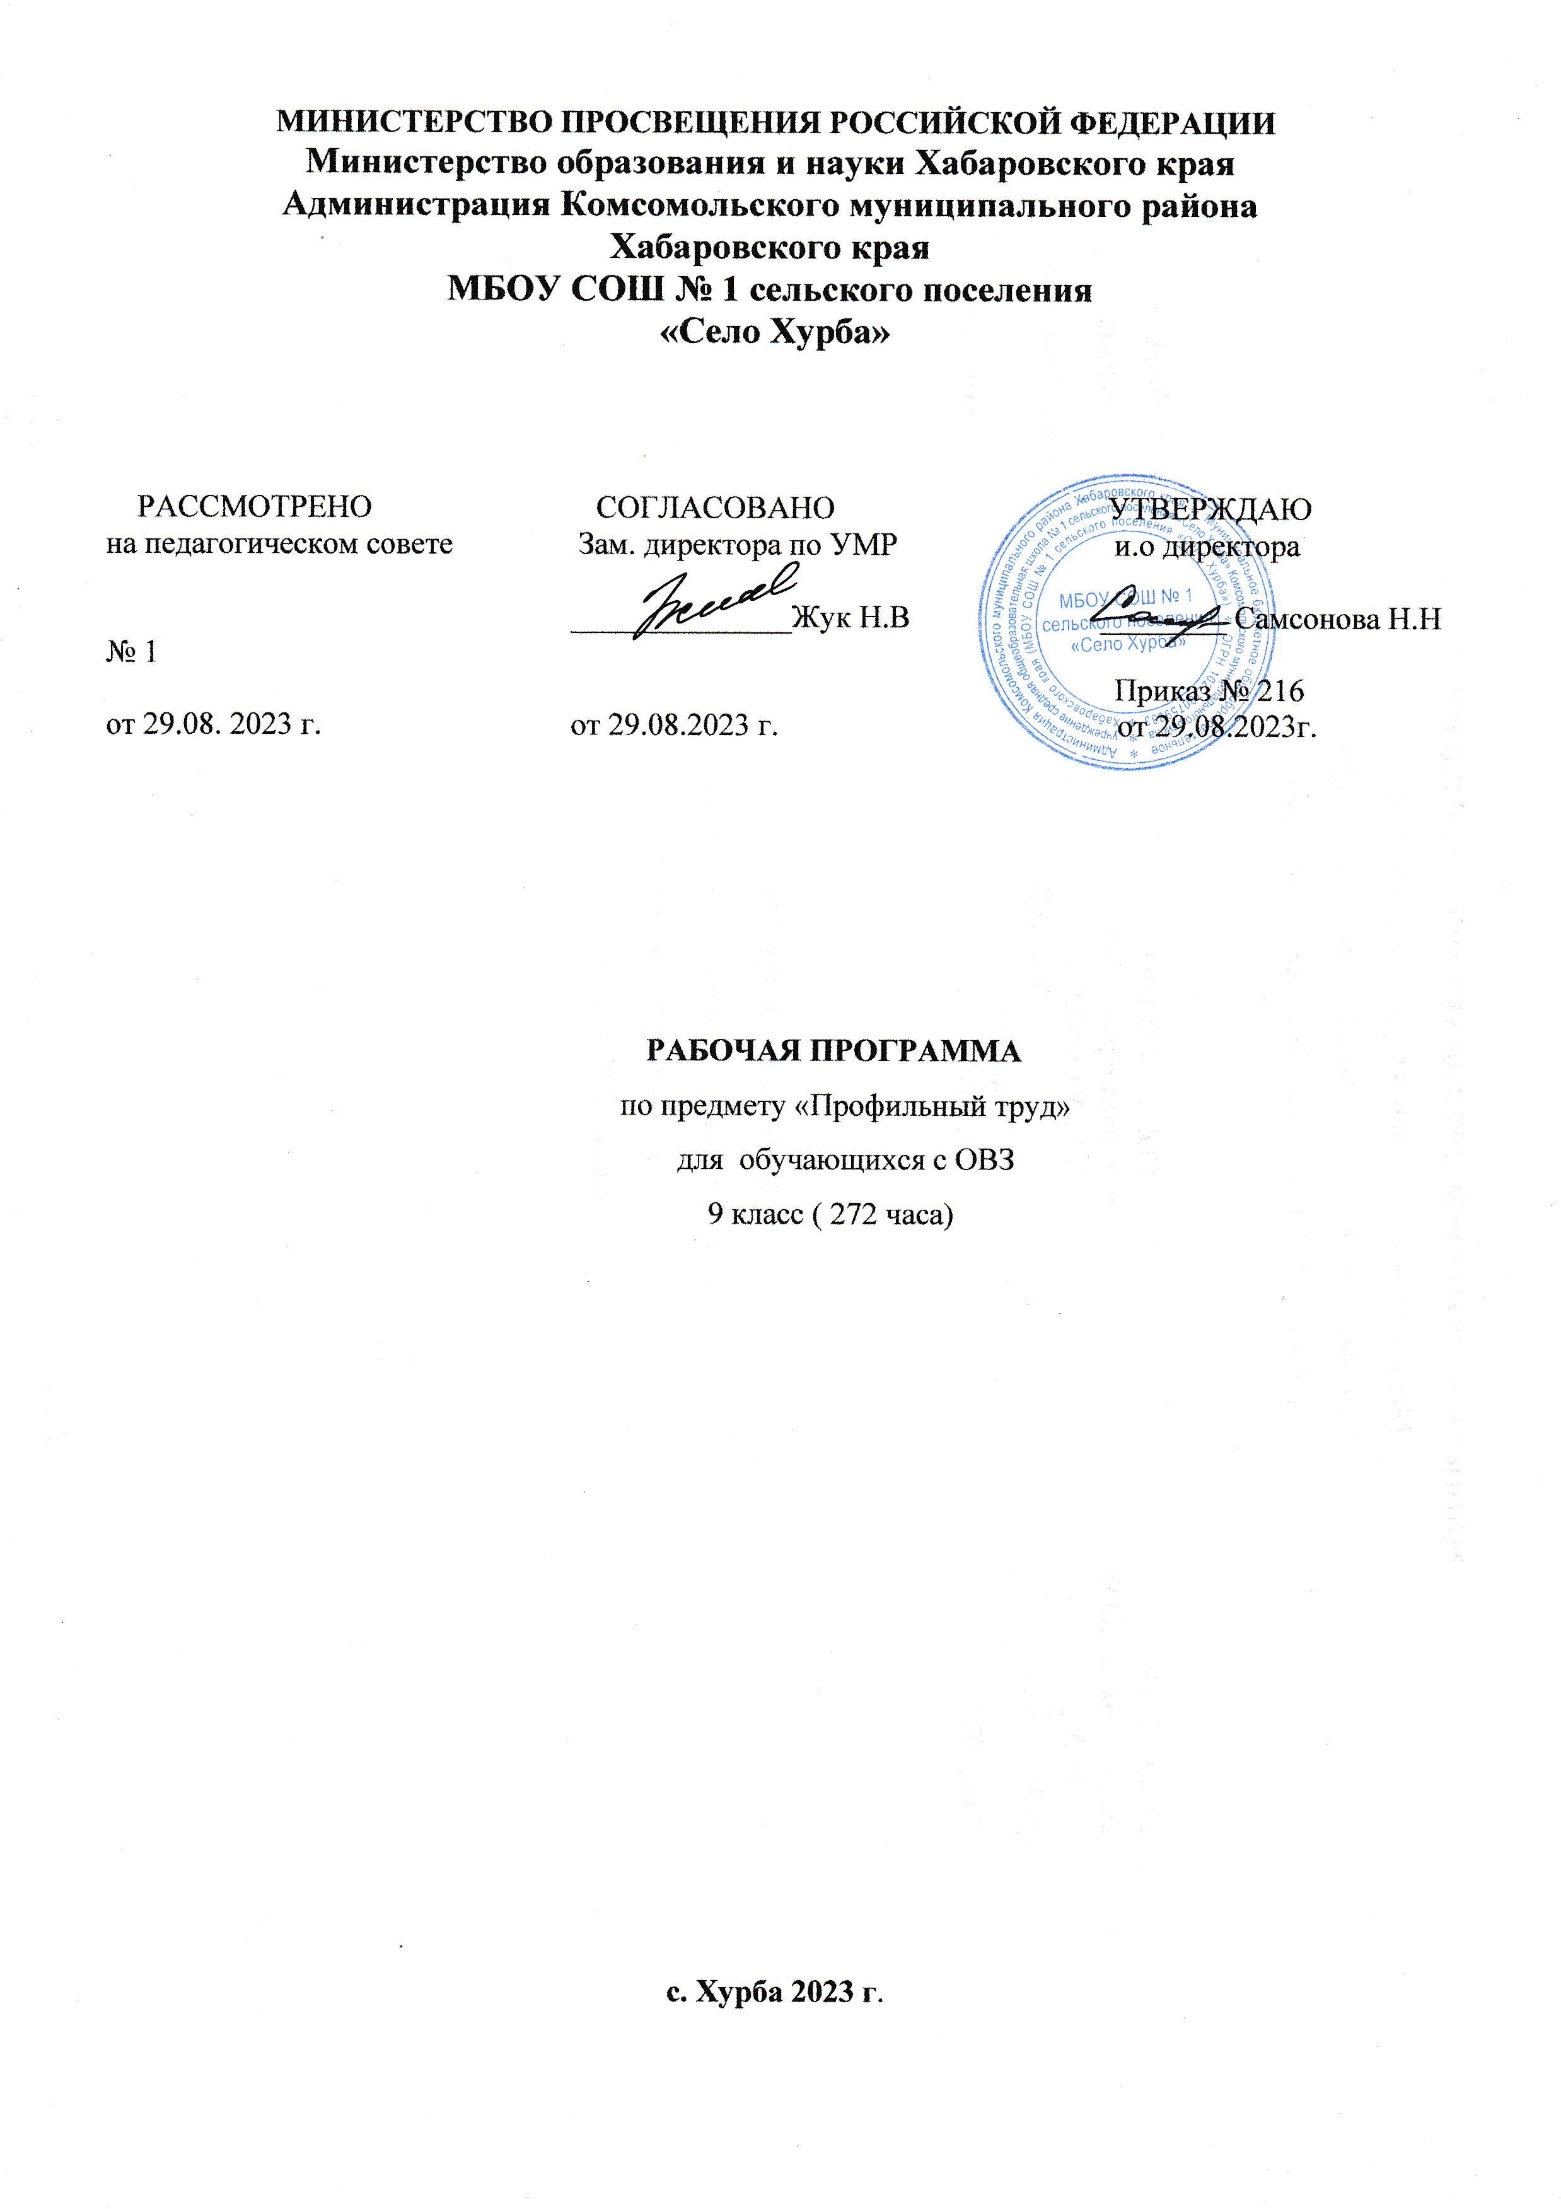 МИНИСТЕРСТВО ПРОСВЕЩЕНИЯ РОССИЙСКОЙ ФЕДЕРАЦИИ
Министерство образования и науки Хабаровского края
Администрация Комсомольского муниципального района
Хабаровского края
МБОУ СОШ № 1 сельского поселения
«Село Хурба»
РАССМОТРЕНО
на педагогическом совете
№ 1
от 29.08. 2023 г.
СОГЛАСОВАНО
Зам. директора по УМР
Жук Н.В
от 29.08.2023 г.
УТВЕРЖДАЮ
и.о директора
Самсонова Н.Н
Приказ № 216
от 29.08.2023г.
МБОУ СОШ № 1
сельского поселения
«Село Хурба»
РАБОЧАЯ ПРОГРАММА
по предмету «Профильный труд»
для обучающихся с ОВЗ
9 класс ( 272 часа)
с. Хурба 2023 г.